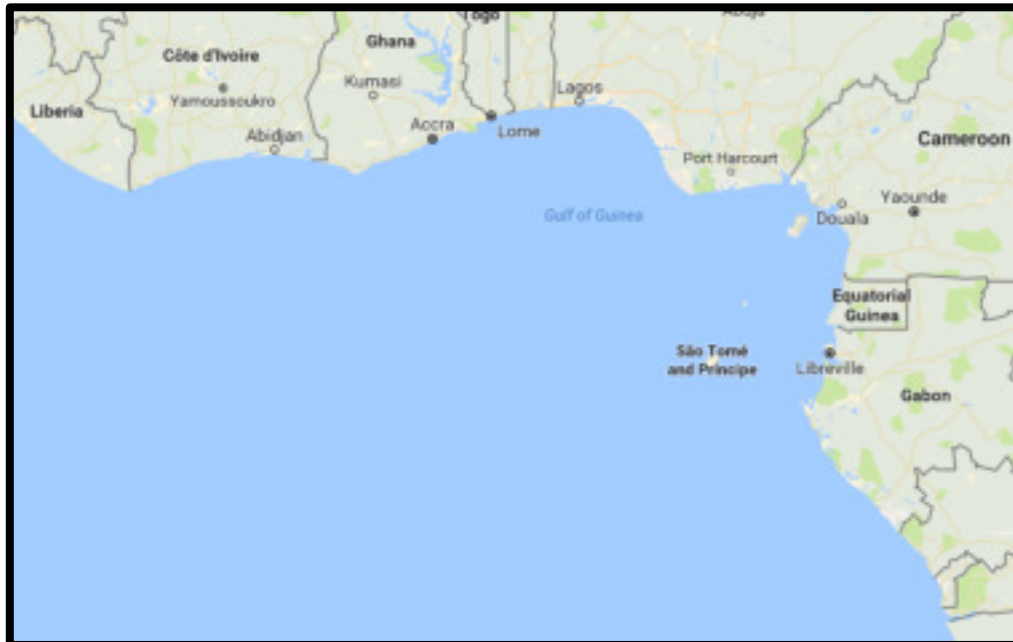 Togo
Abuja
Ghana
Côte d'Ivoire
Kumasi
Lagos
Yamoussoukro
Liberia
Accra
Lome
Abidjan
Cameroon
Port Harcourt
Yaounde
Gulf of Guinea
Douala
Equatorial
Guinea
São Tomé
and Príncipe
Libreville
Gabon